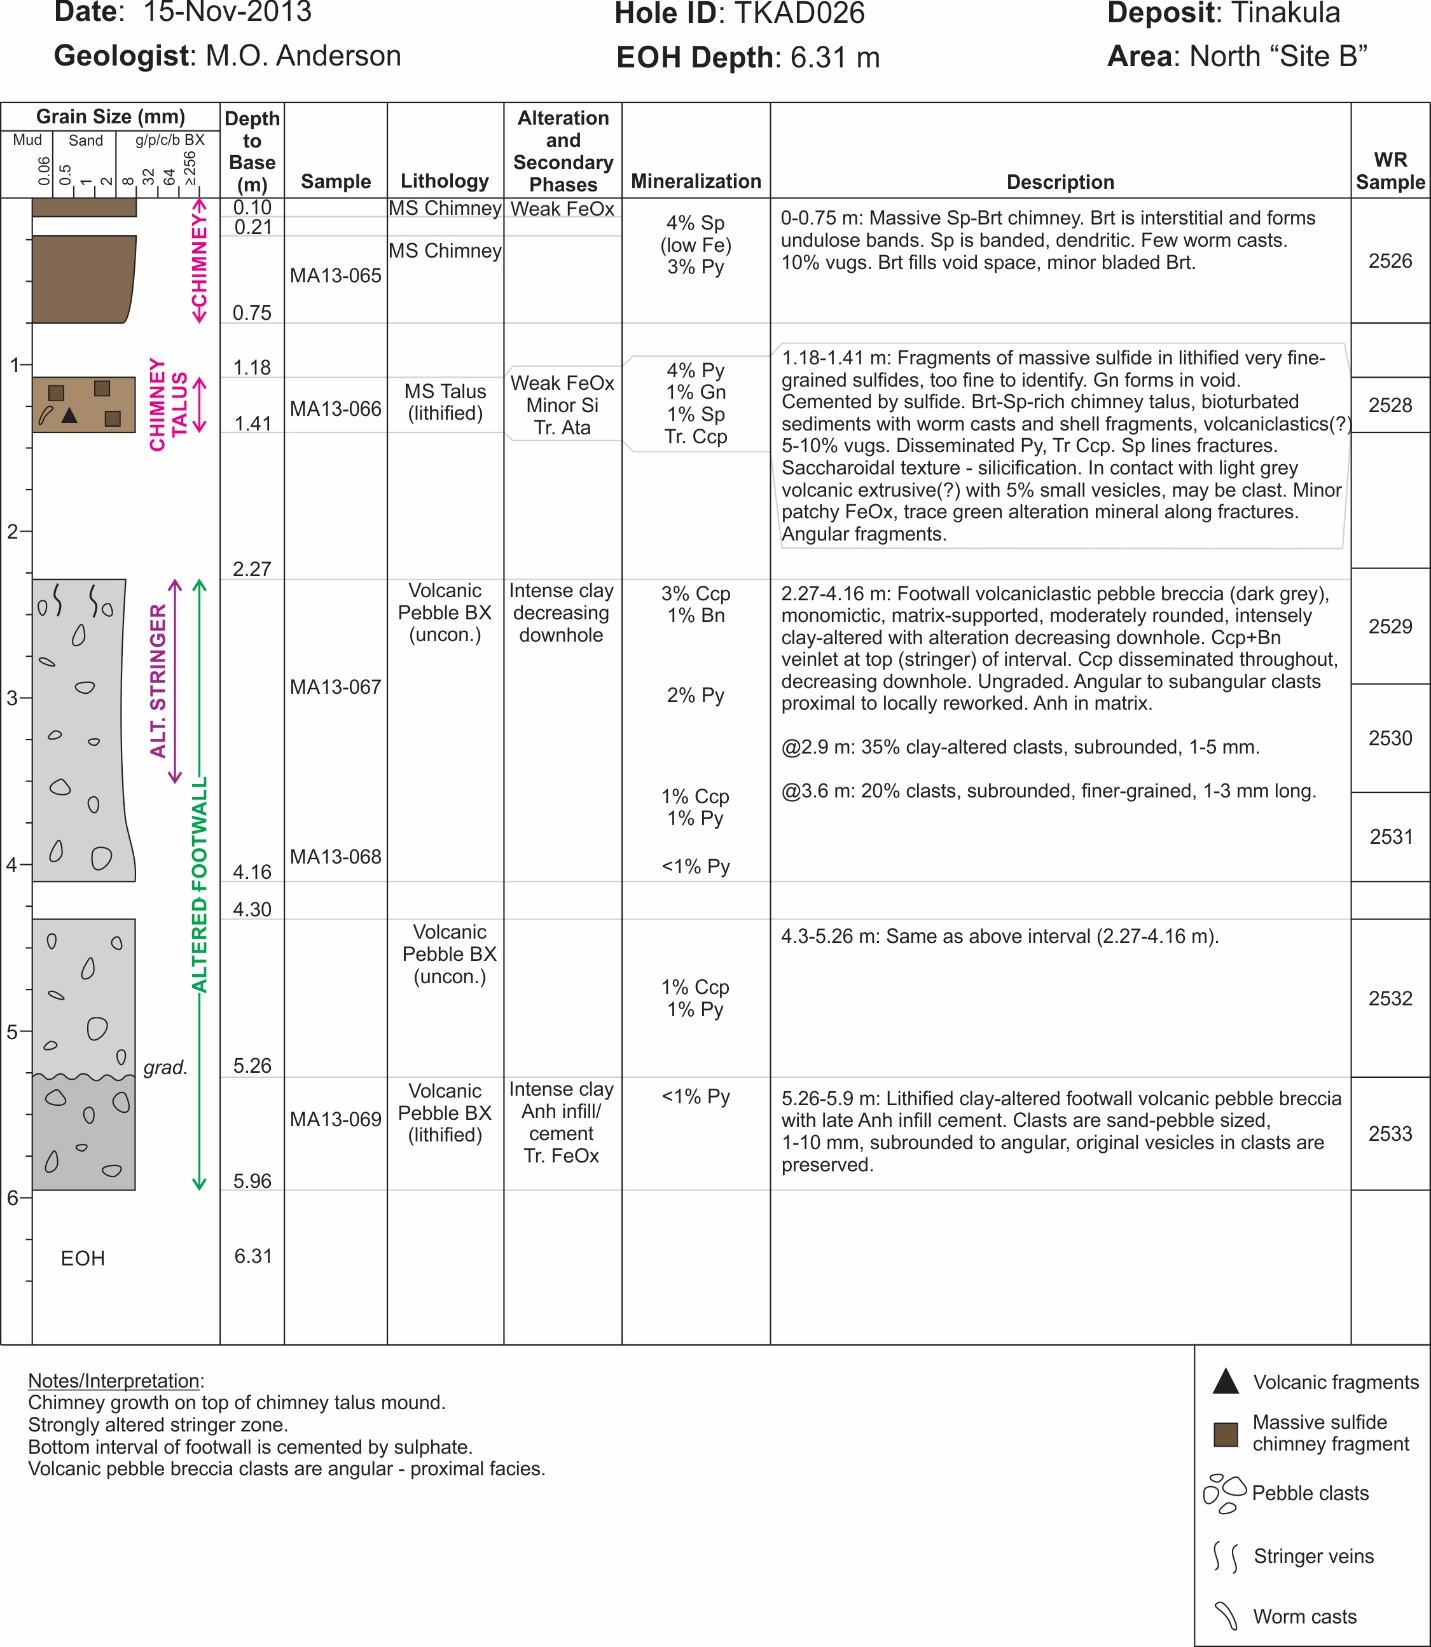 Date: 15-Nov-2013
Hole ID: TKAD026
Deposit: Tinakula
Geologist: M.O. Anderson
EOH Depth: 6.31 m
Area: North “Site B”
Grain Size (mm)
Mud
Sand
g/p/c/b BX
0.06
0.5
1
2
8
32
64
≥256
Depth
to
Base
(m)
Sample
Lithology
Alteration
and
Secondary
Phases
Mineralization
Description
WR
Sample
CHIMNEY
0.10
MS Chimney
Weak FeOx
0.21
MS Chimney
MA13-065
0.75
4% Sp
(low Fe)
3% Py
0-0.75 m: Massive Sp-Brt chimney. Brt is interstitial and forms
undulose bands. Sp is banded, dendritic. Few worm casts.
10% vugs. Brt fills void space, minor bladed Brt.
2526
1
CHIMNEY
TALUS
1.18
MA13-066
1.41
MS Talus
(lithified)
Weak FeOx
Minor Si
Tr. Ata
4% Py
1% Gn
1% Sp
Tr. Ccp
1.18-1.41 m: Fragments of massive sulfide in lithified very fine-
grained sulfides, too fine to identify. Gn forms in void.
Cemented by sulfide. Brt-Sp-rich chimney talus, bioturbated
sediments with worm casts and shell fragments, volcaniclastics(?)
5-10% vugs. Disseminated Py, Tr Ccp. Sp lines fractures.
Saccharoidal texture - silicification. In contact with light grey
volcanic extrusive(?) with 5% small vesicles, may be clast. Minor
patchy FeOx, trace green alteration mineral along fractures.
Angular fragments.
2528
2
2.27
ALT. STRINGER
ALTERED FOOTWALL
Volcanic
Pebble BX
(uncon.)
Intense clay
decreasing
downhole
3% Ccp
1% Bn
2% Py
1% Ccp
1% Py
<1% Py
2.27-4.16 m: Footwall volcaniclastic pebble breccia (dark grey),
monomictic, matrix-supported, moderately rounded, intensely
clay-altered with alteration decreasing downhole. Ccp+Bn
veinlet at top (stringer) of interval. Ccp disseminated throughout,
decreasing downhole. Ungraded. Angular to subangular clasts
proximal to locally reworked. Anh in matrix.
@2.9 m: 35% clay-altered clasts, subrounded, 1-5 mm.
@3.6 m: 20% clasts, subrounded, finer-grained, 1-3 mm long.
2529
2530
2531
3
MA13-067
MA13-068
4
4.16
4.30
Volcanic
Pebble BX
(uncon.)
1% Ccp
1% Py
4.3-5.26 m: Same as above interval (2.27-4.16 m).
2532
5
grad.
5.26
MA13-069
Volcanic
Pebble BX
(lithified)
Intense clay
Anh infill/
cement
Tr. FeOx
<1% Py
5.26-5.9 m: Lithified clay-altered footwall volcanic pebble breccia
with late Anh infill cement. Clasts are sand-pebble sized,
1-10 mm, subrounded to angular, original vesicles in clasts are
preserved.
2533
5.96
6
EOH
6.31
Notes/Interpretation:
Chimney growth on top of chimney talus mound.
Strongly altered stringer zone.
Bottom interval of footwall is cemented by sulphate.
Volcanic pebble breccia clasts are angular - proximal facies.
Volcanic fragments
Massive sulfide
chimney fragment
Pebble clasts
Stringer veins
Worm casts